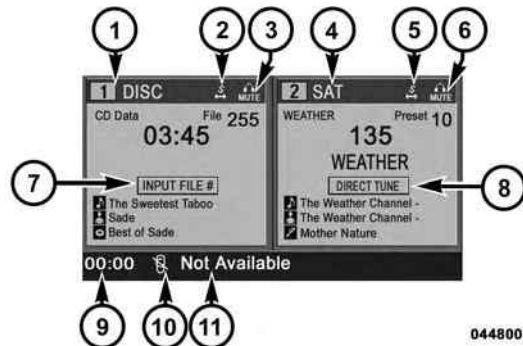 1 2 3 4 5 6
1 DISC S MUTE 2 SAT S MUTE
CD Data File 255 WEATHER Preset 10
03:45 135
WEATHER
7 INPUT FILE # DIRECT TUNE 8
The Sweetest Taboo The Weather Channel -
Sade The Weather Channel -
Best of Sade Mother Nature
00:00 Not Available
9 10 11
044800